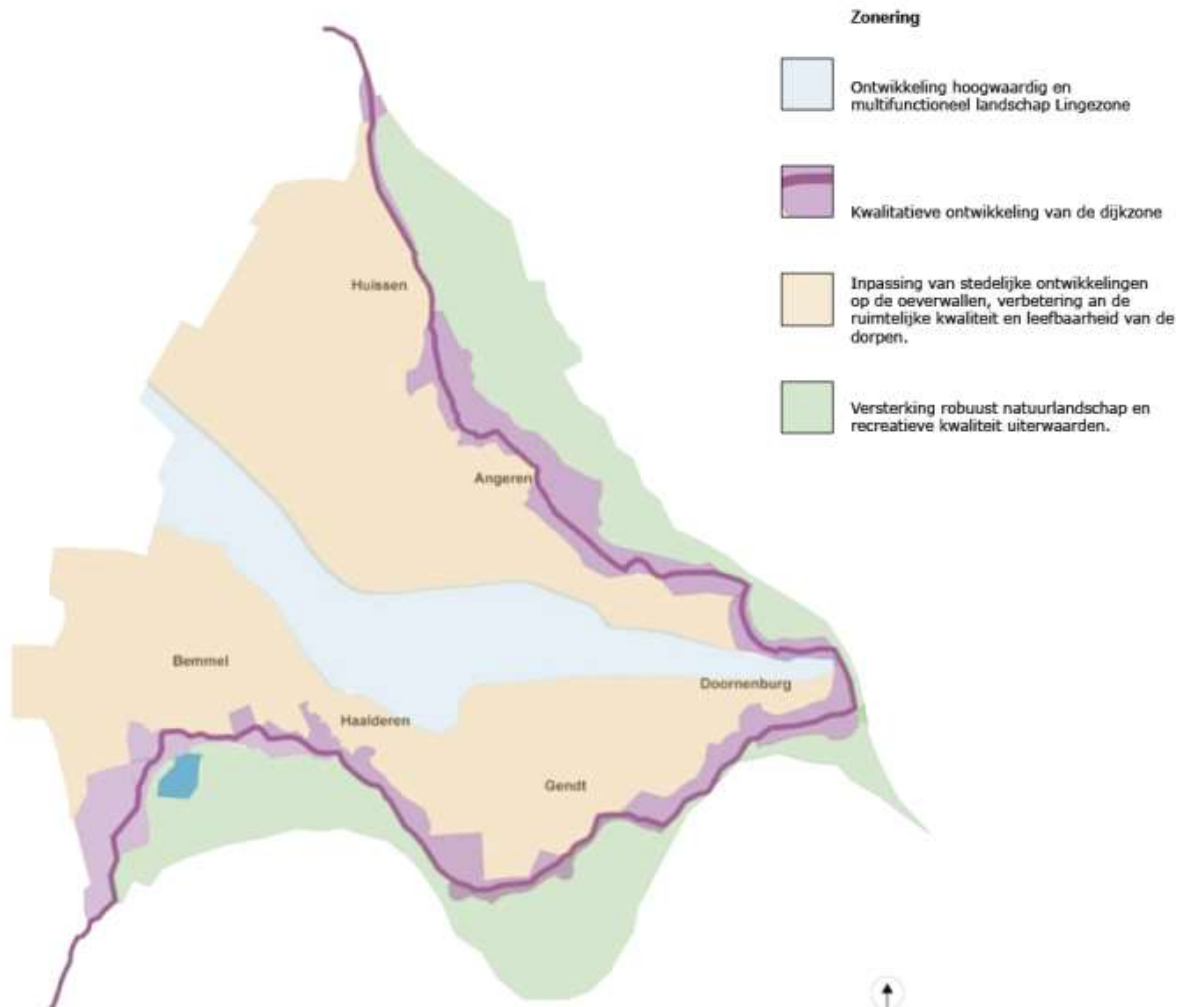 Zonering
Ontwikkeling hoogwaardig en
multifunctioneel landschap Lingezone
Kwalitatieve ontwikkeling van de dijkzone
Inpassing van stedelijke ontwikkelingen
op de oeverwallen, verbetering an de
ruimtelijke kwaliteit en leefbaarheid van de
dorpen.
Versterking robuust natuurlandschap en
recreatieve kwaliteit uiterwaarden.
Huissen
Angeren
Bemmel
Doornenburg
Haalderen
Gendt